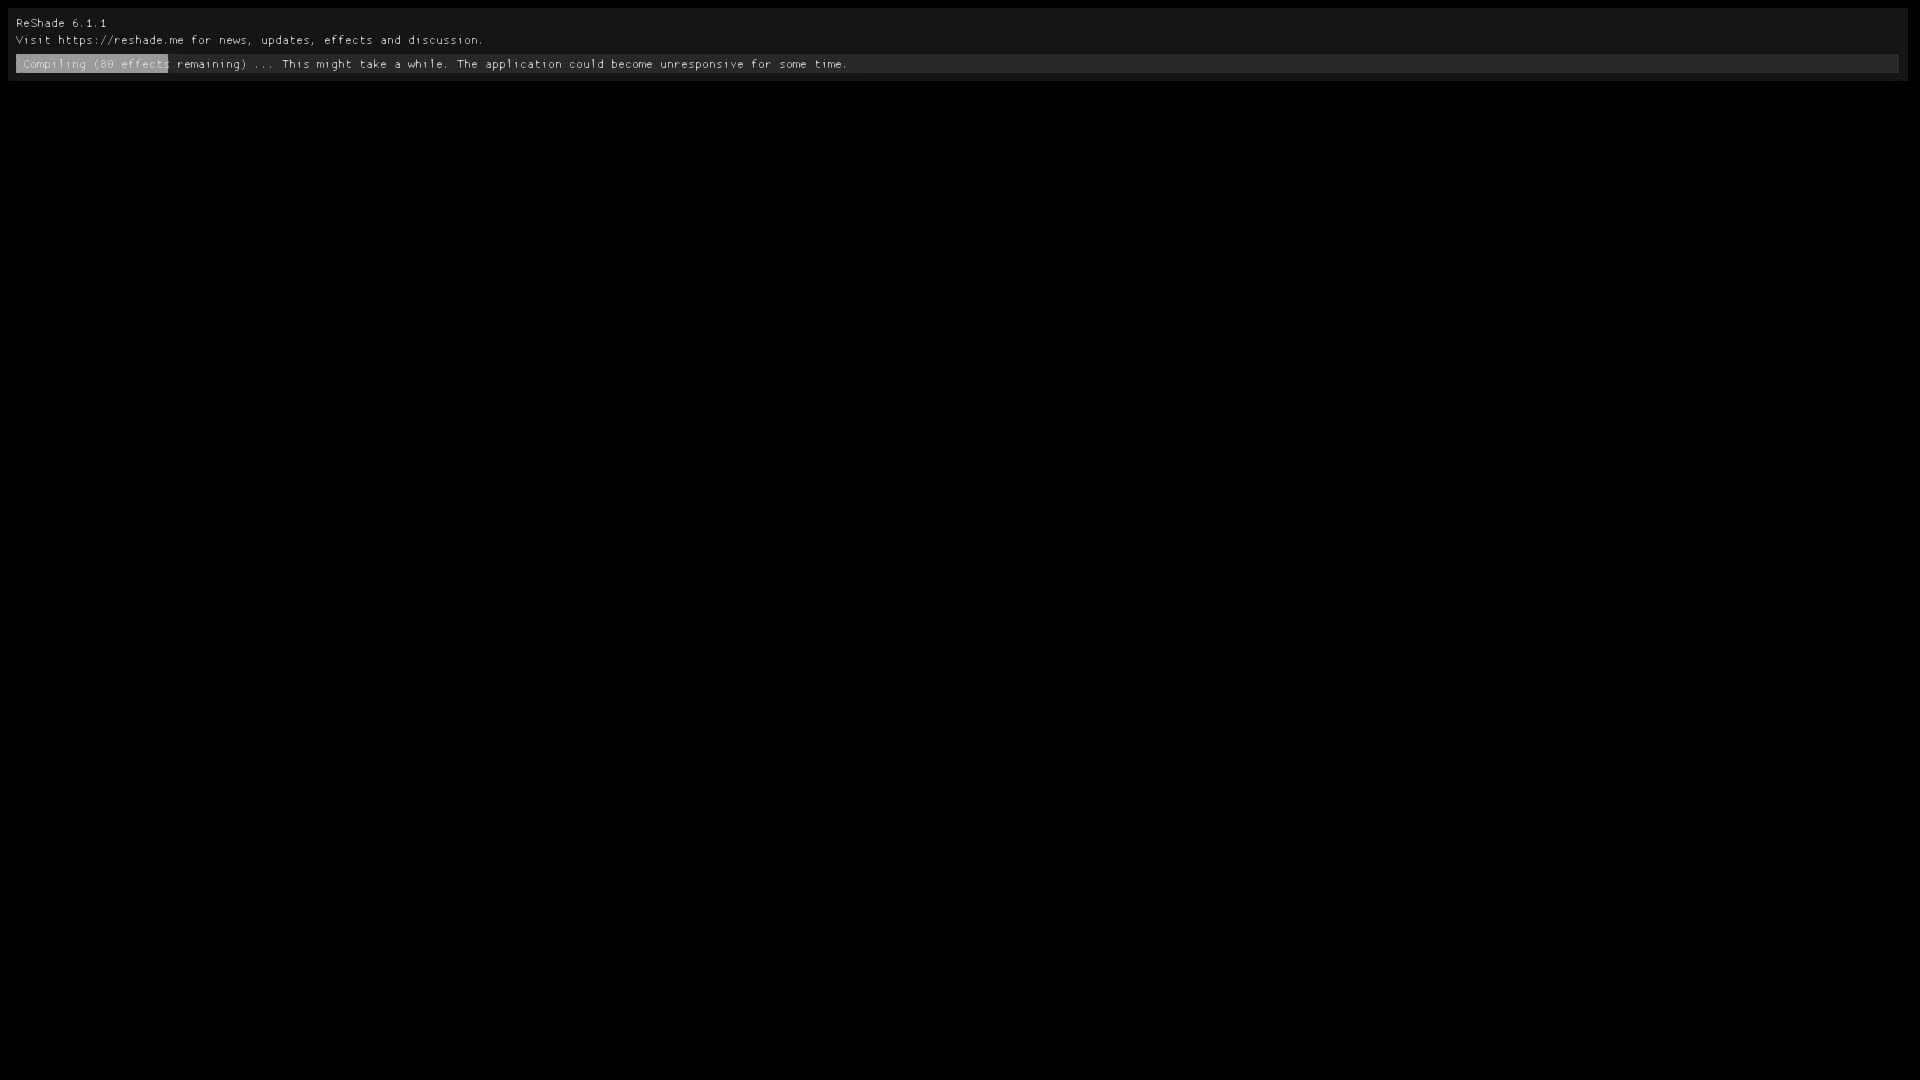 ReShade 6.1.1
Visit https://reshade.me for news, updates, effects and discussion.
Compiling (80 effects remaining) ... This might take a while. The application could become unresponsive for some time.